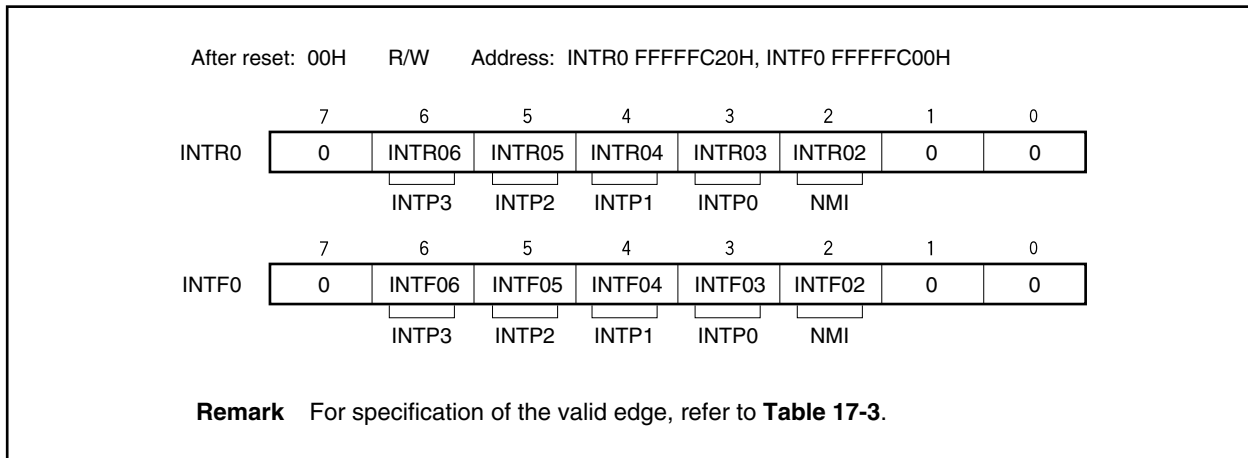 After reset: 00H R/W Address: INTR0 FFFFFC20H, INTF0 FFFFFC00H
7 6 5 4 3 2 1 0
INTR0 0 INTR06 INTR05 INTR04 INTR03 INTR02 0 0
INTP3 INTP2 INTP1 INTP0 NMI
7 6 5 4 3 2 1 0
INTF0 0 INTF06 INTF05 INTF04 INTF03 INTF02 0 0
INTP3 INTP2 INTP1 INTP0 NMI
Remark For specification of the valid edge, refer to Table 17-3.